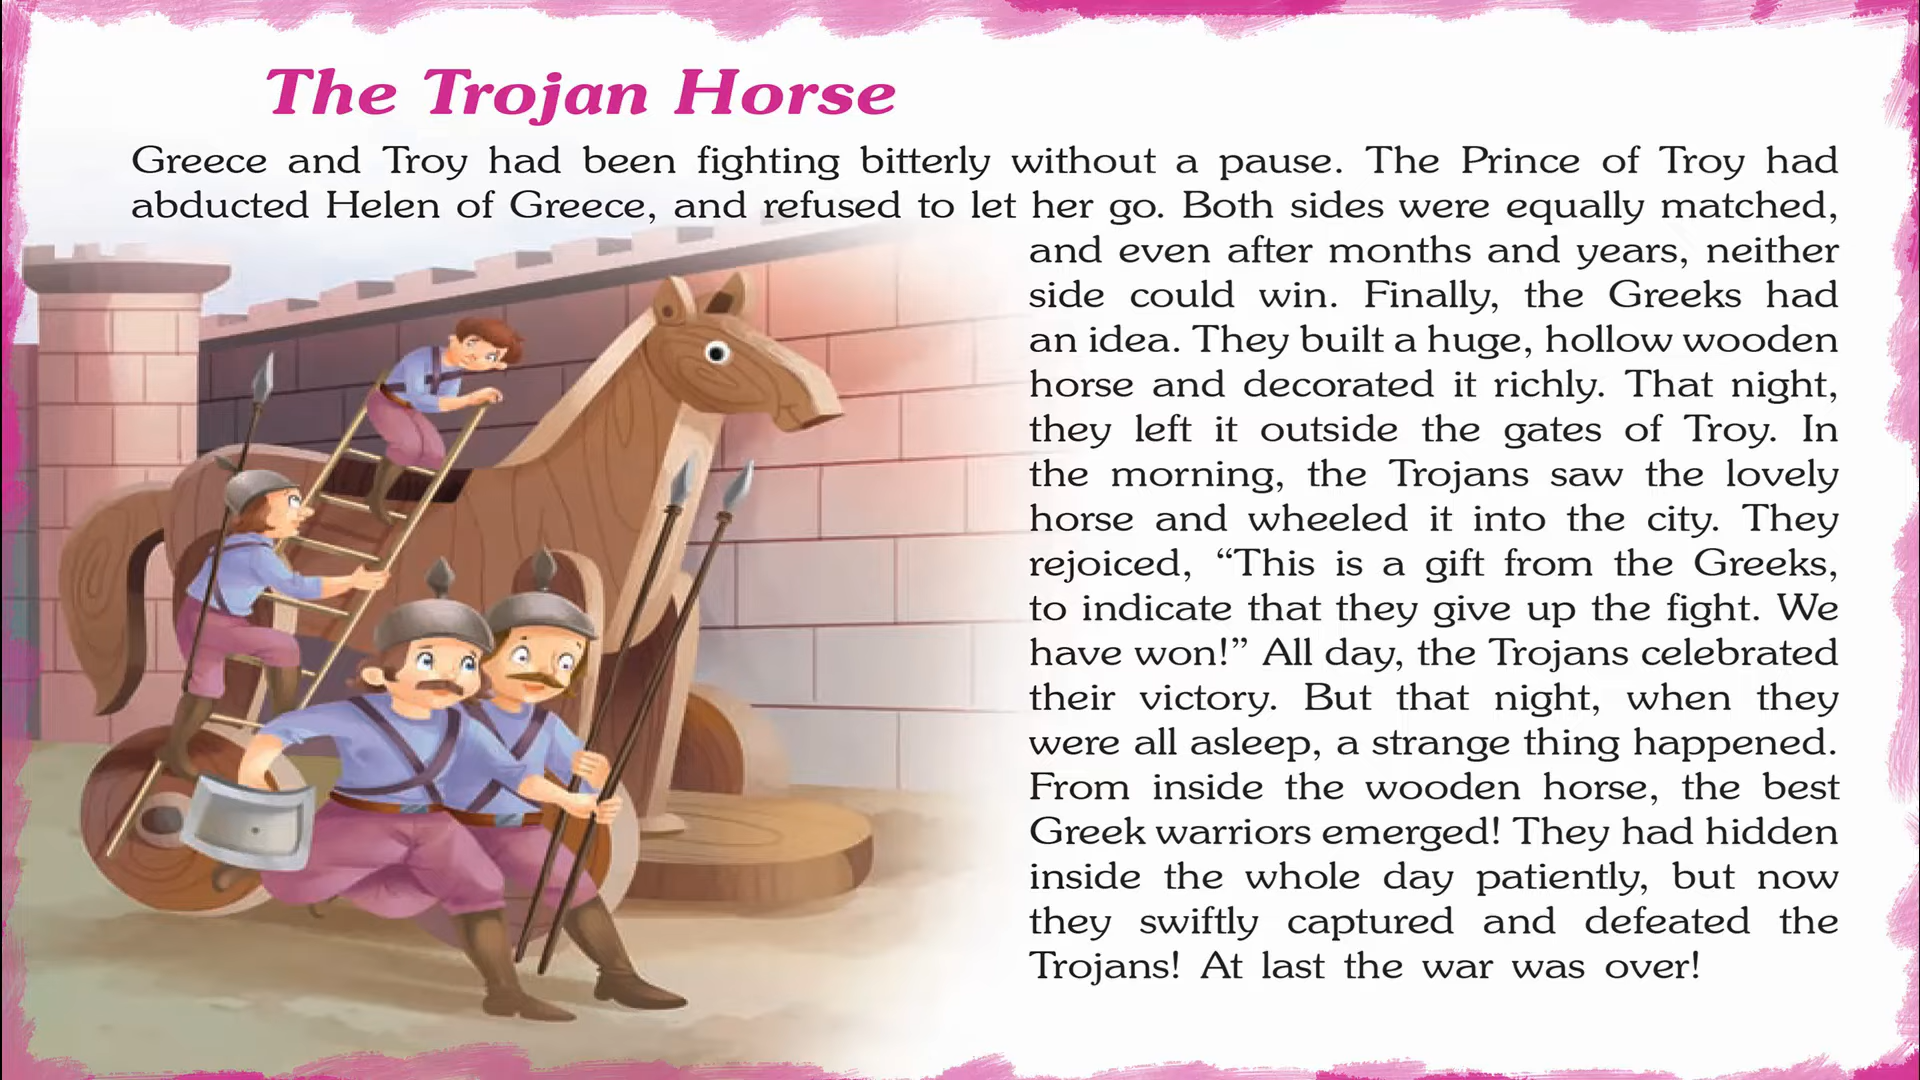 The Trojan Horse
Greece and Troy had been fighting bitterly without a pause. The Prince of Troy had
abducted Helen of Greece, and refused to let her go. Both sides were equally matched,
and even after months and years, neither
side could win. Finally, the Greeks had
an idea. They built a huge, hollow wooden
horse and decorated it richly. That night,
they left it outside the gates of Troy. In
the morning, the Trojans saw the lovely
horse and wheeled it into the city. They
rejoiced, “This is a gift from the Greeks,
to indicate that they give up the fight. We
have won!” All day, the Trojans celebrated
their victory. But that night, when they
were all asleep, a strange thing happened.
From inside the wooden horse, the best
Greek warriors emerged! They had hidden
inside the whole day patiently, but now
they swiftly captured and defeated the
Trojans! At last the war was over!